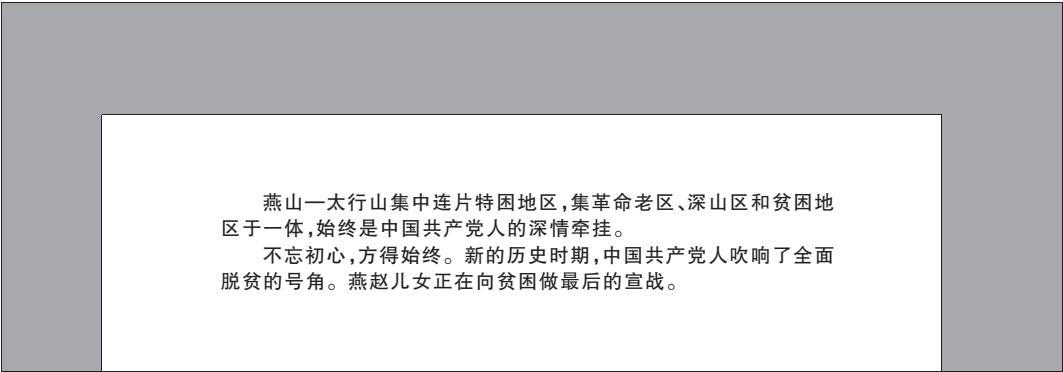 燕山—太行山集中连片特困地区,集革命老区、深山区和贫困地
区于一体,始终是中国共产党人的深情牵挂。
不忘初心,方得始终。新的历史时期,中国共产党人吹响了全面
脱贫的号角。燕赵儿女正在向贫困做最后的宣战。